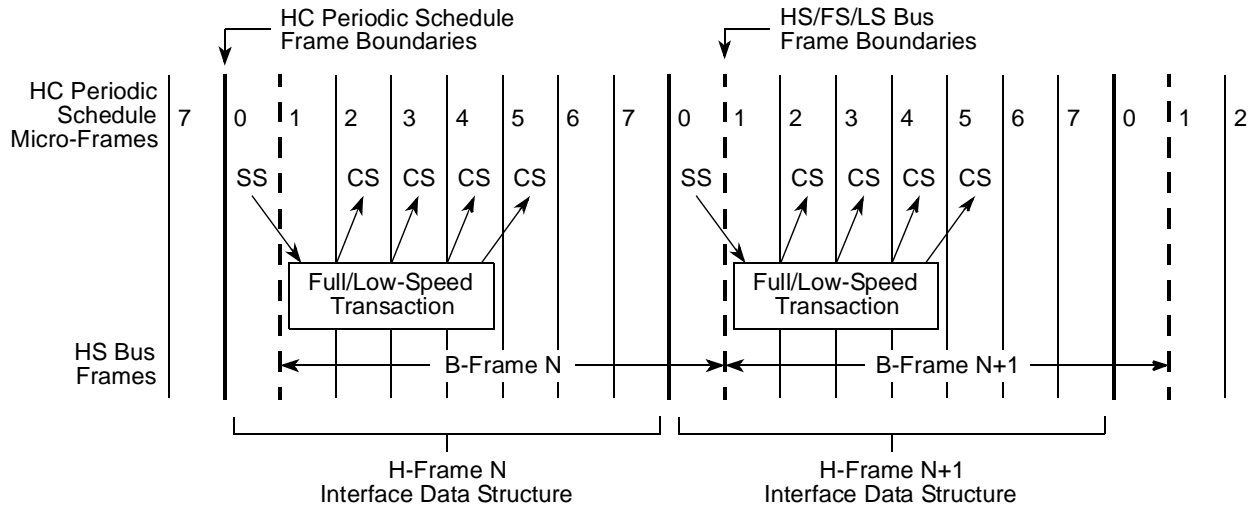 HC Periodic Schedule
Frame Boundaries
HS/FS/LS Bus
Frame Boundaries
HC Periodic
Schedule
Micro-Frames
7 0 1 2 3 4 5 6 7 0 1 2 3 4 5 6 7 0 1 2
SS CS CS CS CS SS CS CS CS CS
Full/Low-Speed
Transaction
Full/Low-Speed
Transaction
HS Bus
Frames
B-Frame N
B-Frame N+1
H-Frame N
Interface Data Structure
H-Frame N+1
Interface Data Structure